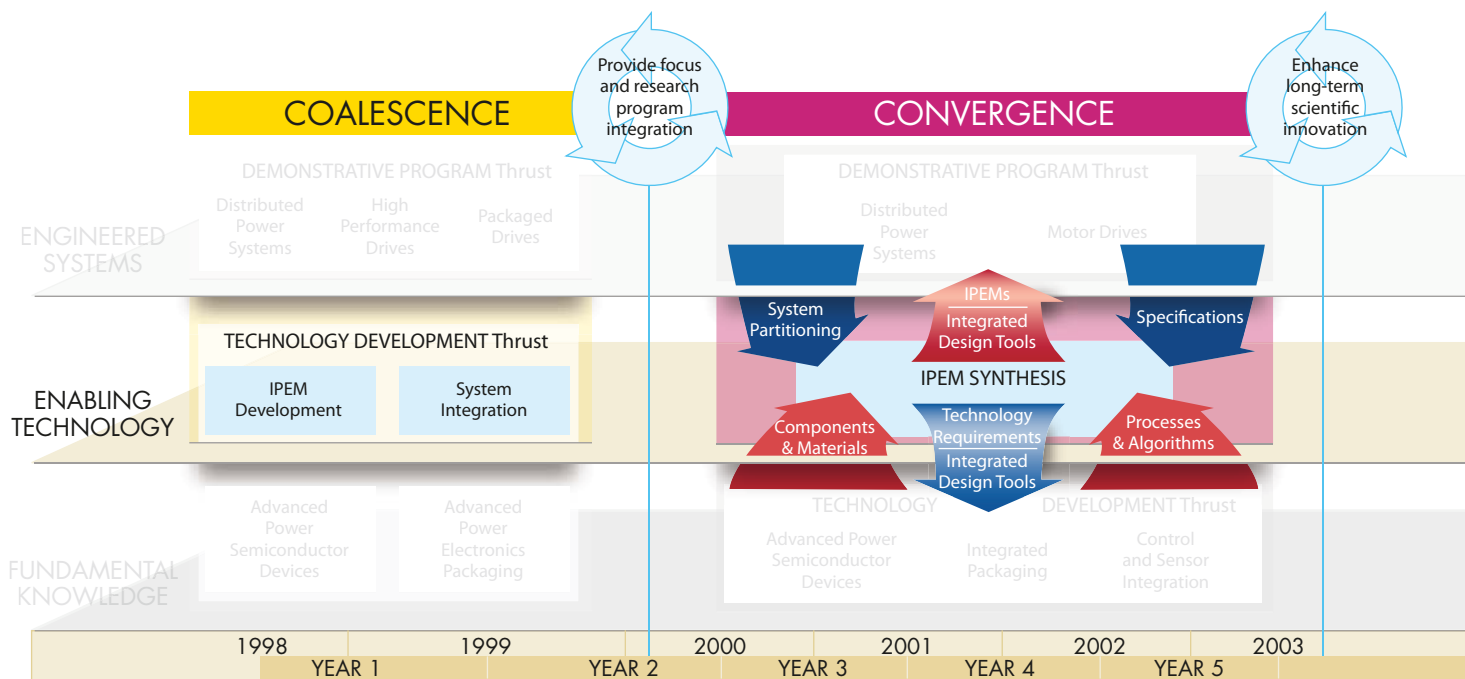 Provide focus
and research
program
integration
Enhance
long-term
scientific
innovation
COALESCENCE
CONVERGENCE
ENGINEERED
SYSTEMS
DEMONSTRATIVE PROGRAM Thrust
Distributed
Power
Systems
High
Performance
Drives
Packaged
Drives
DEMONSTRATIVE PROGRAM Thrust
Distributed
Power
Systems
Motor Drives
ENABLING
TECHNOLOGY
TECHNOLOGY DEVELOPMENT Thrust
IPEM
Development
System
Integration
System
Partitioning
IPEMs
Integrated
Design Tools
Specifications
IPEM SYNTHESIS
Components
& Materials
Technology
Requirements
Integrated
Design Tools
Processes
& Algorithms
FUNDAMENTAL
KNOWLEDGE
Advanced
Power
Semiconductor
Devices
Advanced
Power
Electronics
Packaging
TECHNOLOGY DEVELOPMENT Thrust
Advanced Power
Semiconductor
Devices
Integrated
Packaging
Control
and Sensor
Integration
1998 1999 2000 2001 2002 2003
YEAR 1 YEAR 2 YEAR 3 YEAR 4 YEAR 5